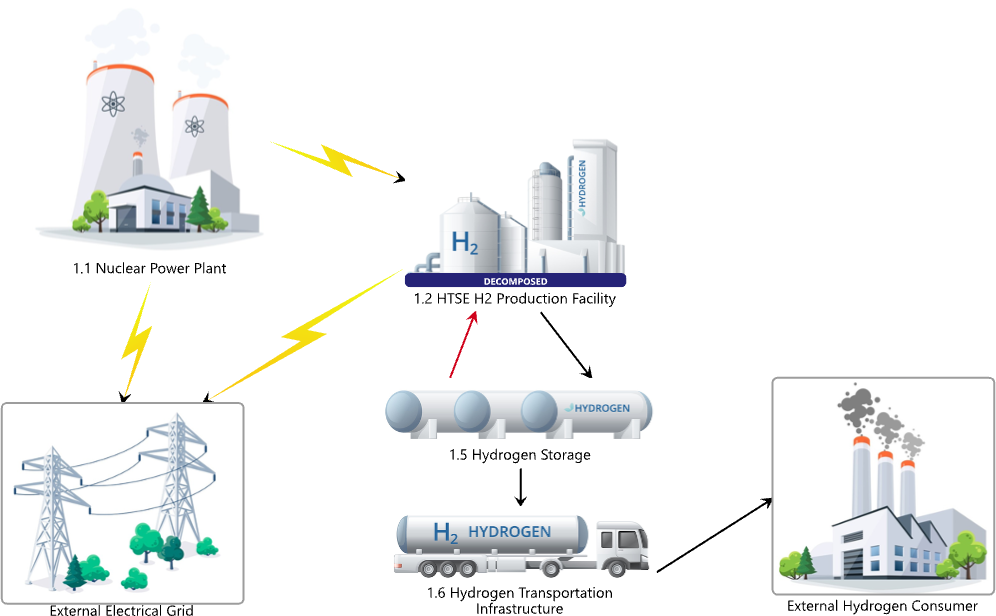 1.1 Nuclear Power Plant
HYDROGEN
H2
DECOMPOSED
1.2 HTSE H2 Production Facility
HYDROGEN
1.5 Hydrogen Storage
H2 HYDROGEN
1.6 Hydrogen Transportation
Infrastructure
External Electrical Grid
External Hydrogen Consumer